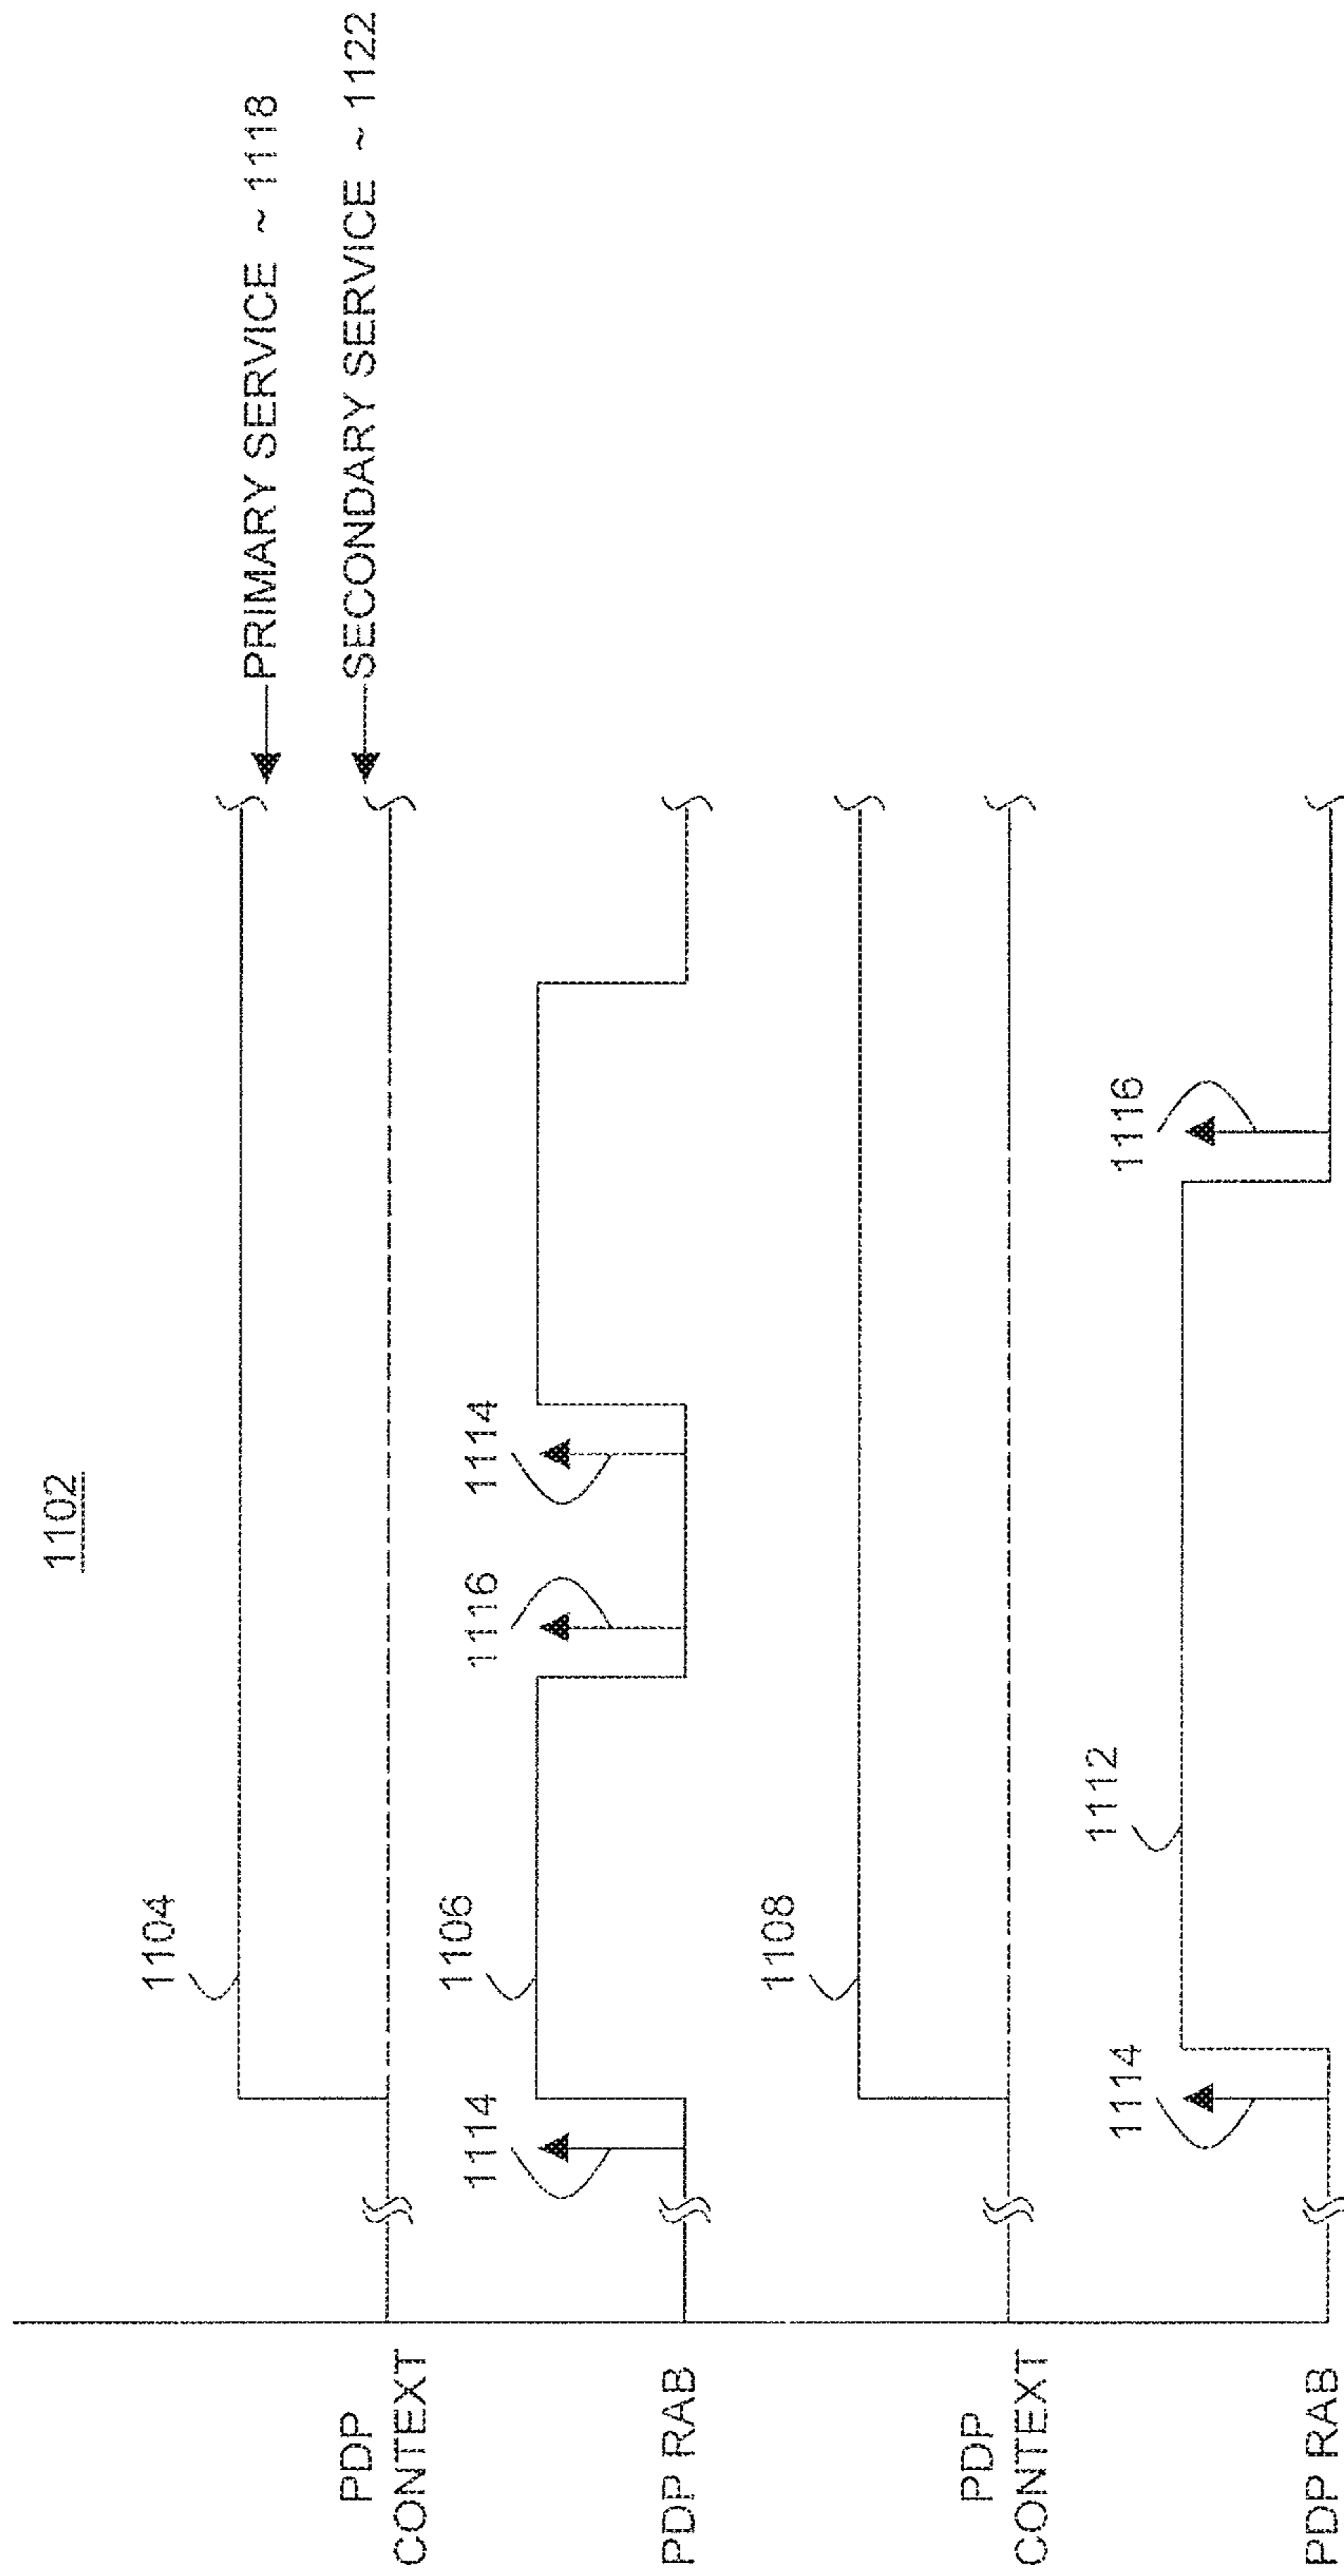 1102
PRIMARY SERVICE ~ 1118
SECONDARY SERVICE ~ 1122
1104
PDP
CONTEXT
1114
1106
1116
1114
PDP RAB
1108
PDP
CONTEXT
1114
1112
1116
PDP RAB